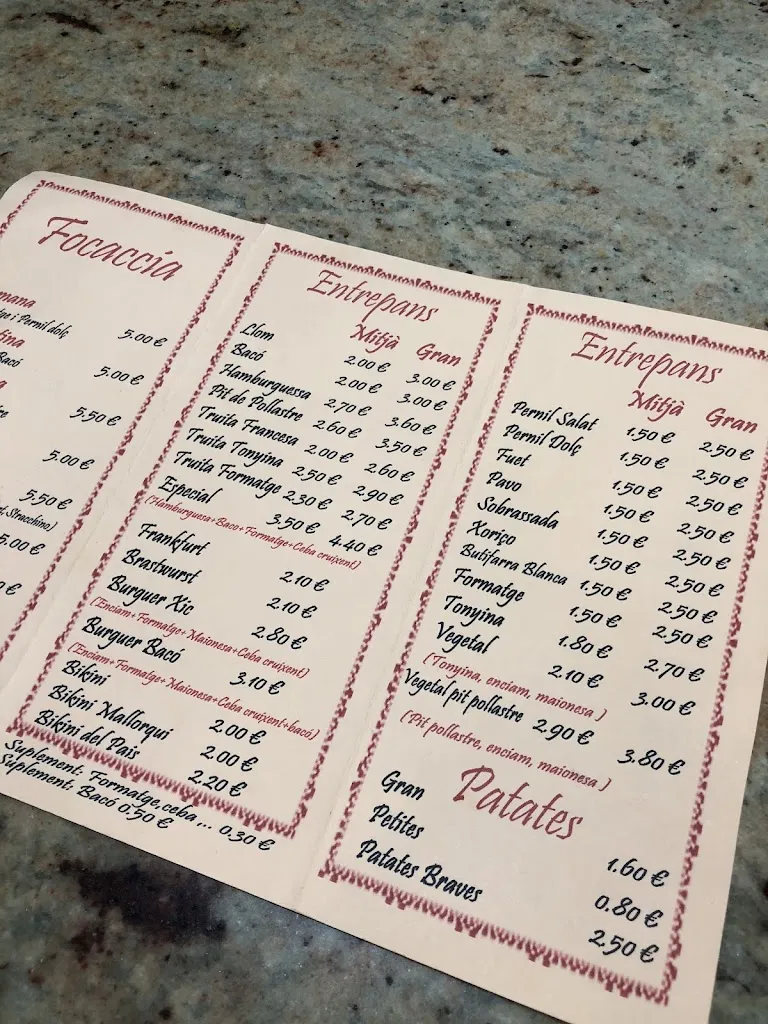 Focaccia
mana
i Pernil dolç 5.00 €
ina
Bacó 5.00 €
a
5.50 €
5.00 €
5.50 €
Stracchino)
5.00 €
Entrepans
Mitjà Gran
Llom 2.00 € 3.00 €
Bacó 2.00 € 3.00 €
Hamburguessa 2.70 € 3.60 €
Pit de Pollastre 2.60 € 3.50 €
Truita Francesa 2.00 € 2.60 €
Truita Tonyina 2.50 € 2.90 €
Truita Formatge 2.30 € 2.70 €
Especial 3.50 € 4.40 €
(Hamburguesa+Baco+Formatge+Ceba cruixent)
Frankfurt 2.10 €
Brastwurst 2.10 €
Burguer Xic 2.80 €
(Enciam+Formatge+Maionesa+Ceba cruixent)
Burguer Bacó 3.10 €
(Enciam+Formatge+Maionesa+Ceba cruixent+bacó)
Bikini 2.00 €
Bikini Mallorqui 2.00 €
Bikini del Pais 2.20 €
Suplement: Formatge,ceba,.. 0.30 €
Suplement: Bacó 0.50 €
Entrepans
Mitjà Gran
Pernil Salat 1.50 € 2.50 €
Pernil Dolç 1.50 € 2.50 €
Fuet 1.50 € 2.50 €
Pavo 1.50 € 2.50 €
Sobrassada 1.50 € 2.50 €
Xoriço 1.50 € 2.50 €
Butifarra Blanca 1.50 € 2.50 €
Formatge 1.80 € 2.70 €
Tonyina 2.10 € 3.00 €
Vegetal
(Tonyina, enciam, maionesa )
Vegetal pit pollastre 2.90 € 3.80 €
( Pit pollastre, enciam, maionesa )
Patates
Gran 1.60 €
Petites 0.80 €
Patates Braves 2.50 €